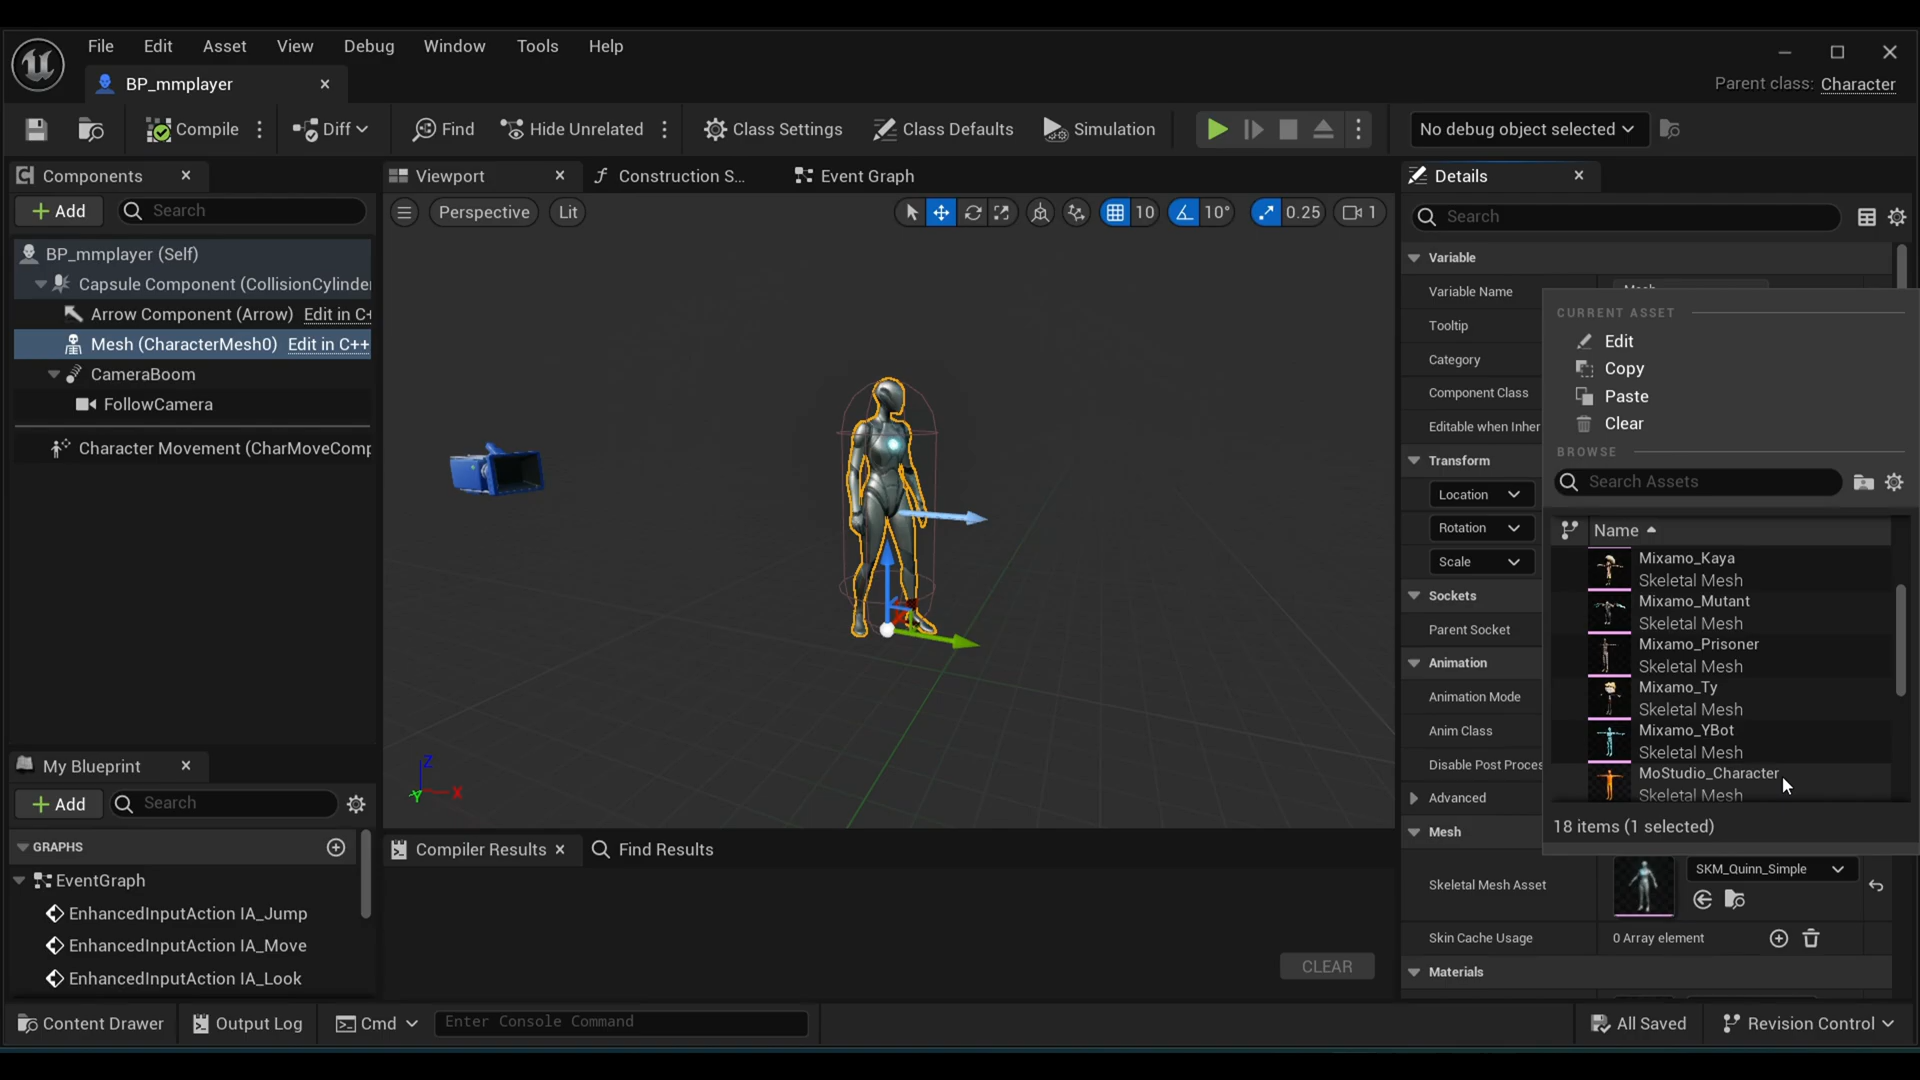 File Edit Asset View Debug Window Tools Help
BP_mmplayer
Parent class: Character
Compile
Diff
Find
Hide Unrelated
Class Settings
Class Defaults
Simulation
No debug object selected
Components
Add
Search
BP_mmplayer (Self)
Capsule Component (CollisionCylinde
Arrow Component (Arrow) Edit in C+
Mesh (CharacterMesh0) Edit in C++
CameraBoom
FollowCamera
Character Movement (CharMoveComp
My Blueprint
Add
Search
GRAPHS
EventGraph
EnhancedInputAction IA_Jump
EnhancedInputAction IA_Move
EnhancedInputAction IA_Look
Viewport
Construction S...
Event Graph
Perspective
Lit
10
10°
0.25
1
Z
X
Y
Compiler Results
Find Results
CLEAR
Details
Search
Variable
Variable Name
Tooltip
Category
Component Class
Editable when Inher
Transform
Location
Rotation
Scale
Sockets
Parent Socket
Animation
Animation Mode
Anim Class
Disable Post Proces
Advanced
Mesh
Skeletal Mesh Asset
SKM_Quinn_Simple
Skin Cache Usage
0 Array element
Materials
CURRENT ASSET
Edit
Copy
Paste
Clear
BROWSE
Search Assets
Name
Mixamo_Kaya
Skeletal Mesh
Mixamo_Mutant
Skeletal Mesh
Mixamo_Prisoner
Skeletal Mesh
Mixamo_Ty
Skeletal Mesh
Mixamo_YBot
Skeletal Mesh
MoStudio_Character
Skeletal Mesh
18 items (1 selected)
Content Drawer
Output Log
Cmd
Enter Console Command
All Saved
Revision Control